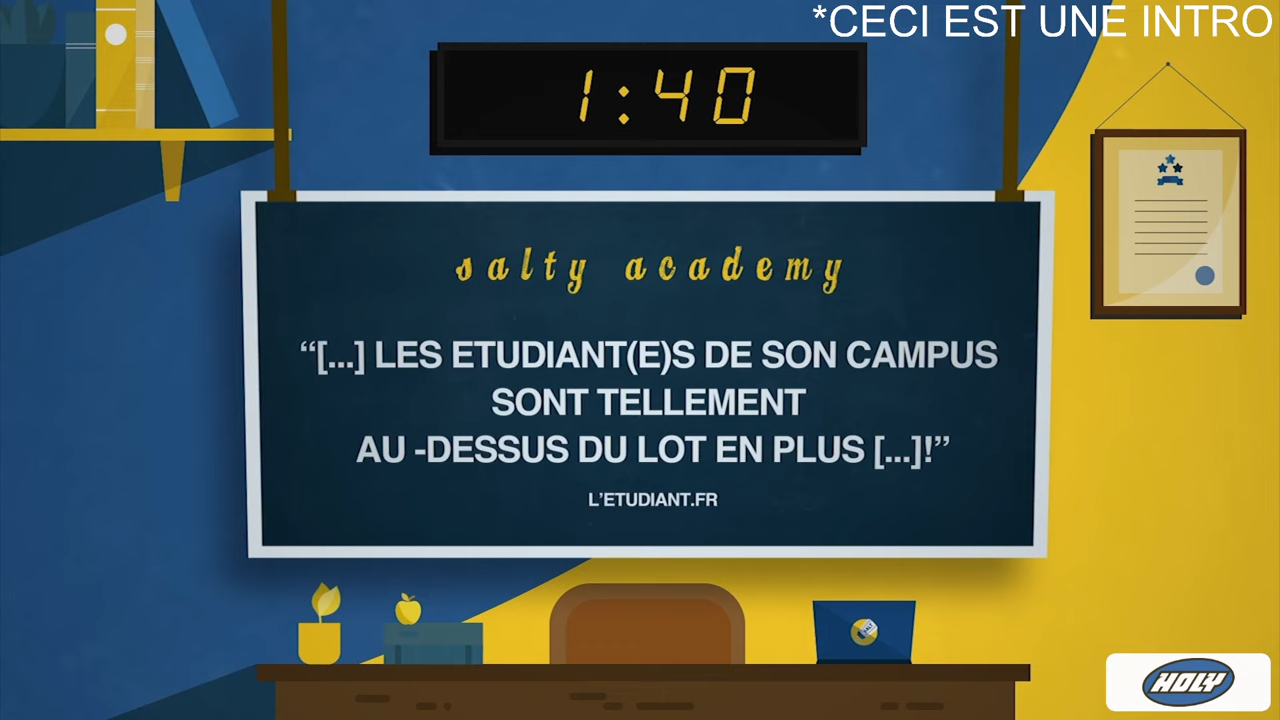 *CECI EST UNE INTRO
1:40
salty academy
“[...] LES ETUDIANT(E)S DE SON CAMPUS
SONT TELLEMENT
AU -DESSUS DU LOT EN PLUS [...]!”
L’ETUDIANT.FR
HOLY